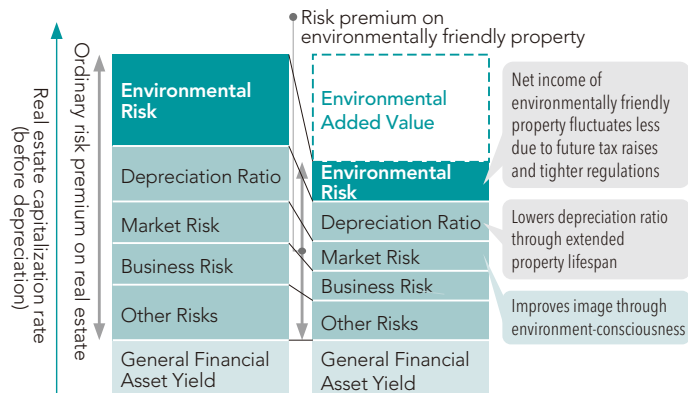 Risk premium on
environmentally friendly property
Real estate capitalization rate
(before depreciation)
Ordinary risk premium on real estate
Environmental
Risk
Depreciation Ratio
Market Risk
Business Risk
Other Risks
General Financial
Asset Yield
Environmental
Added Value
Environmental
Risk
Depreciation Ratio
Market Risk
Business Risk
Other Risks
General Financial
Asset Yield
Net income of
environmentally friendly
property fluctuates less
due to future tax raises
and tighter regulations
Lowers depreciation ratio
through extended
property lifespan
Improves image through
environment-consciousness